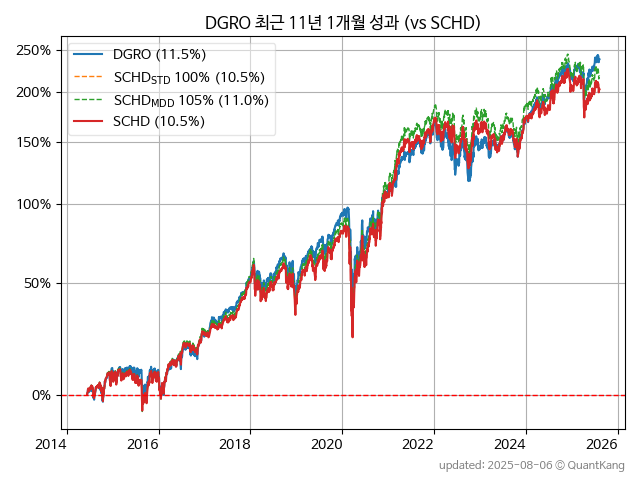 DGRO 최근 11년 1개월 성과 (vs SCHD)
DGRO (11.5%)
SCHD_STD 100% (10.5%)
SCHD_MDD 105% (11.0%)
SCHD (10.5%)
250%
200%
150%
100%
50%
0%
2014 2016 2018 2020 2022 2024 2026
updated: 2025-08-06 © QuantKang